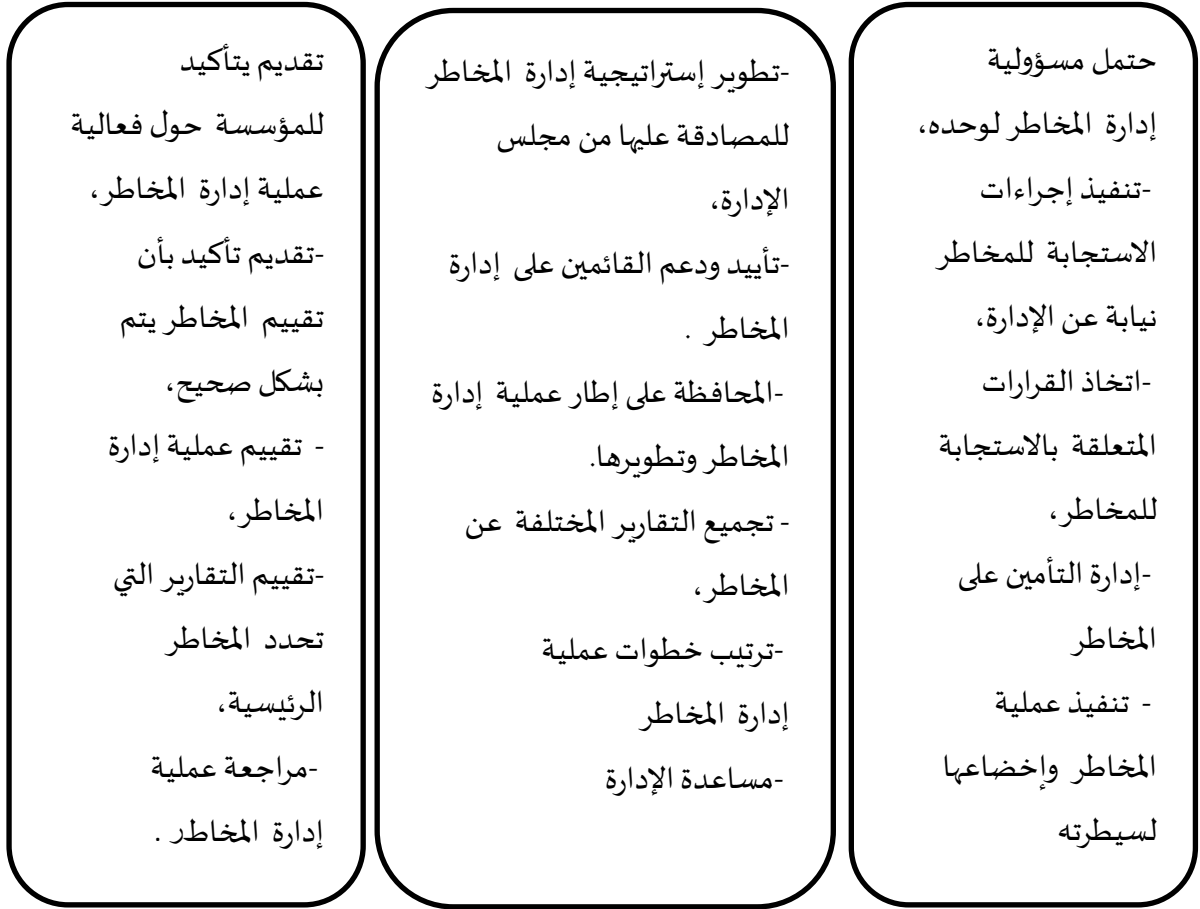 حتمل مسؤولية
إدارة المخاطر لوحده،
-تنفيذ إجراءات
الاستجابة للمخاطر
نيابة عن الإدارة،
-اتخاذ القرارات
المتعلقة بالاستجابة
للمخاطر،
-إدارة التأمين على
المخاطر
- تنفيذ عملية
المخاطر وإخضاعها
لسيطرته
-تطوير إستراتيجية إدارة المخاطر
للمصادقة عليها من مجلس
الإدارة،
-تأييد ودعم القائمين على إدارة
المخاطر .
-المحافظة على إطار عملية إدارة
المخاطر وتطويرها.
- تجميع التقارير المختلفة عن
المخاطر،
-ترتيب خطوات عملية
إدارة المخاطر
-مساعدة الإدارة
تقديم يتأكيد
للمؤسسة حول فعالية
عملية إدارة المخاطر،
-تقديم تأكيد بأن
تقييم المخاطر يتم
بشكل صحيح،
- تقييم عملية إدارة
المخاطر،
-تقييم التقارير التي
تحدد المخاطر
الرئيسية،
-مراجعة عملية
إدارة المخاطر .